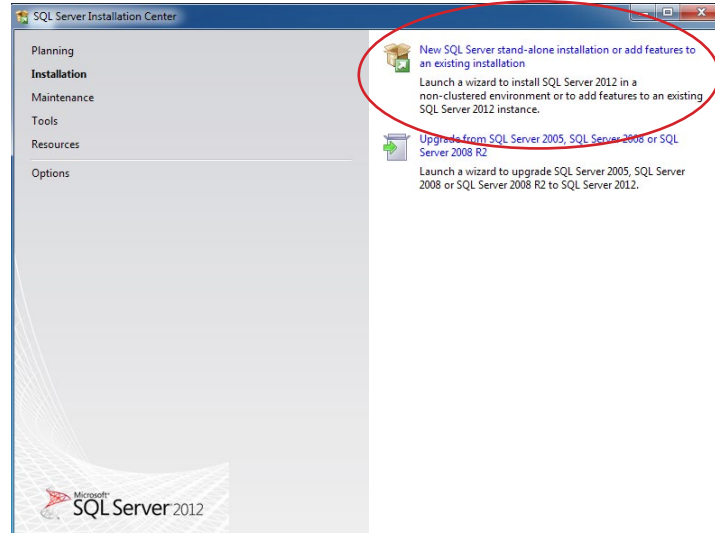 SQL Server Installation Center
Planning
Installation
Maintenance
Tools
Resources
Options
New SQL Server stand-alone installation or add features to
an existing installation
Launch a wizard to install SQL Server 2012 in a
non-clustered environment or to add features to an existing
SQL Server 2012 instance.
Upgrade from SQL Server 2005, SQL Server 2008 or SQL
Server 2008 R2
Launch a wizard to upgrade SQL Server 2005, SQL Server
2008 or SQL Server 2008 R2 to SQL Server 2012.
Microsoft®
SQL Server 2012